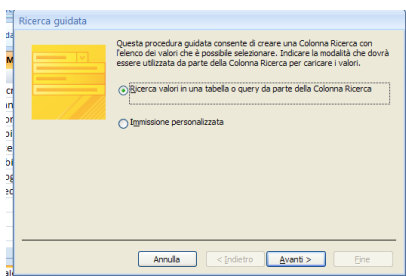 Ricerca guidata
Questa procedura guidata consente di creare una Colonna Ricerca con
l'elenco dei valori che è possibile selezionare. Indicare la modalità che dovrà
essere utilizzata da parte della Colonna Ricerca per caricare i valori.
Ricerca valori in una tabella o query da parte della Colonna Ricerca
Immissione personalizzata
Annulla < Indietro Avanti > Fine